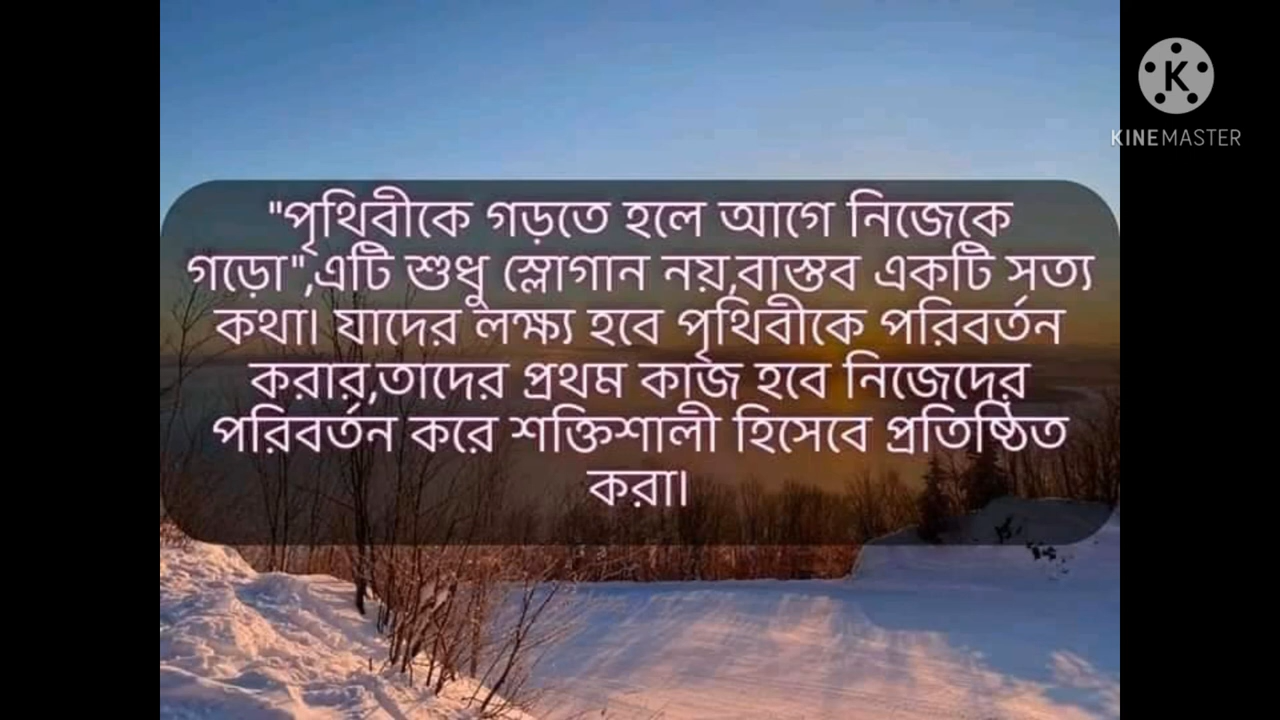 "পৃথিবীকে গড়তে হলে আগে নিজেকে
গড়ো",এটি শুধু স্লোগান নয়,বাস্তব একটি সত্য
কথা। যাদের লক্ষ্য হবে পৃথিবীকে পরিবর্তন
করার,তাদের প্রথম কাজ হবে নিজেদের
পরিবর্তন করে শক্তিশালী হিসেবে প্রতিষ্ঠিত
করা।
K
KINEMASTER